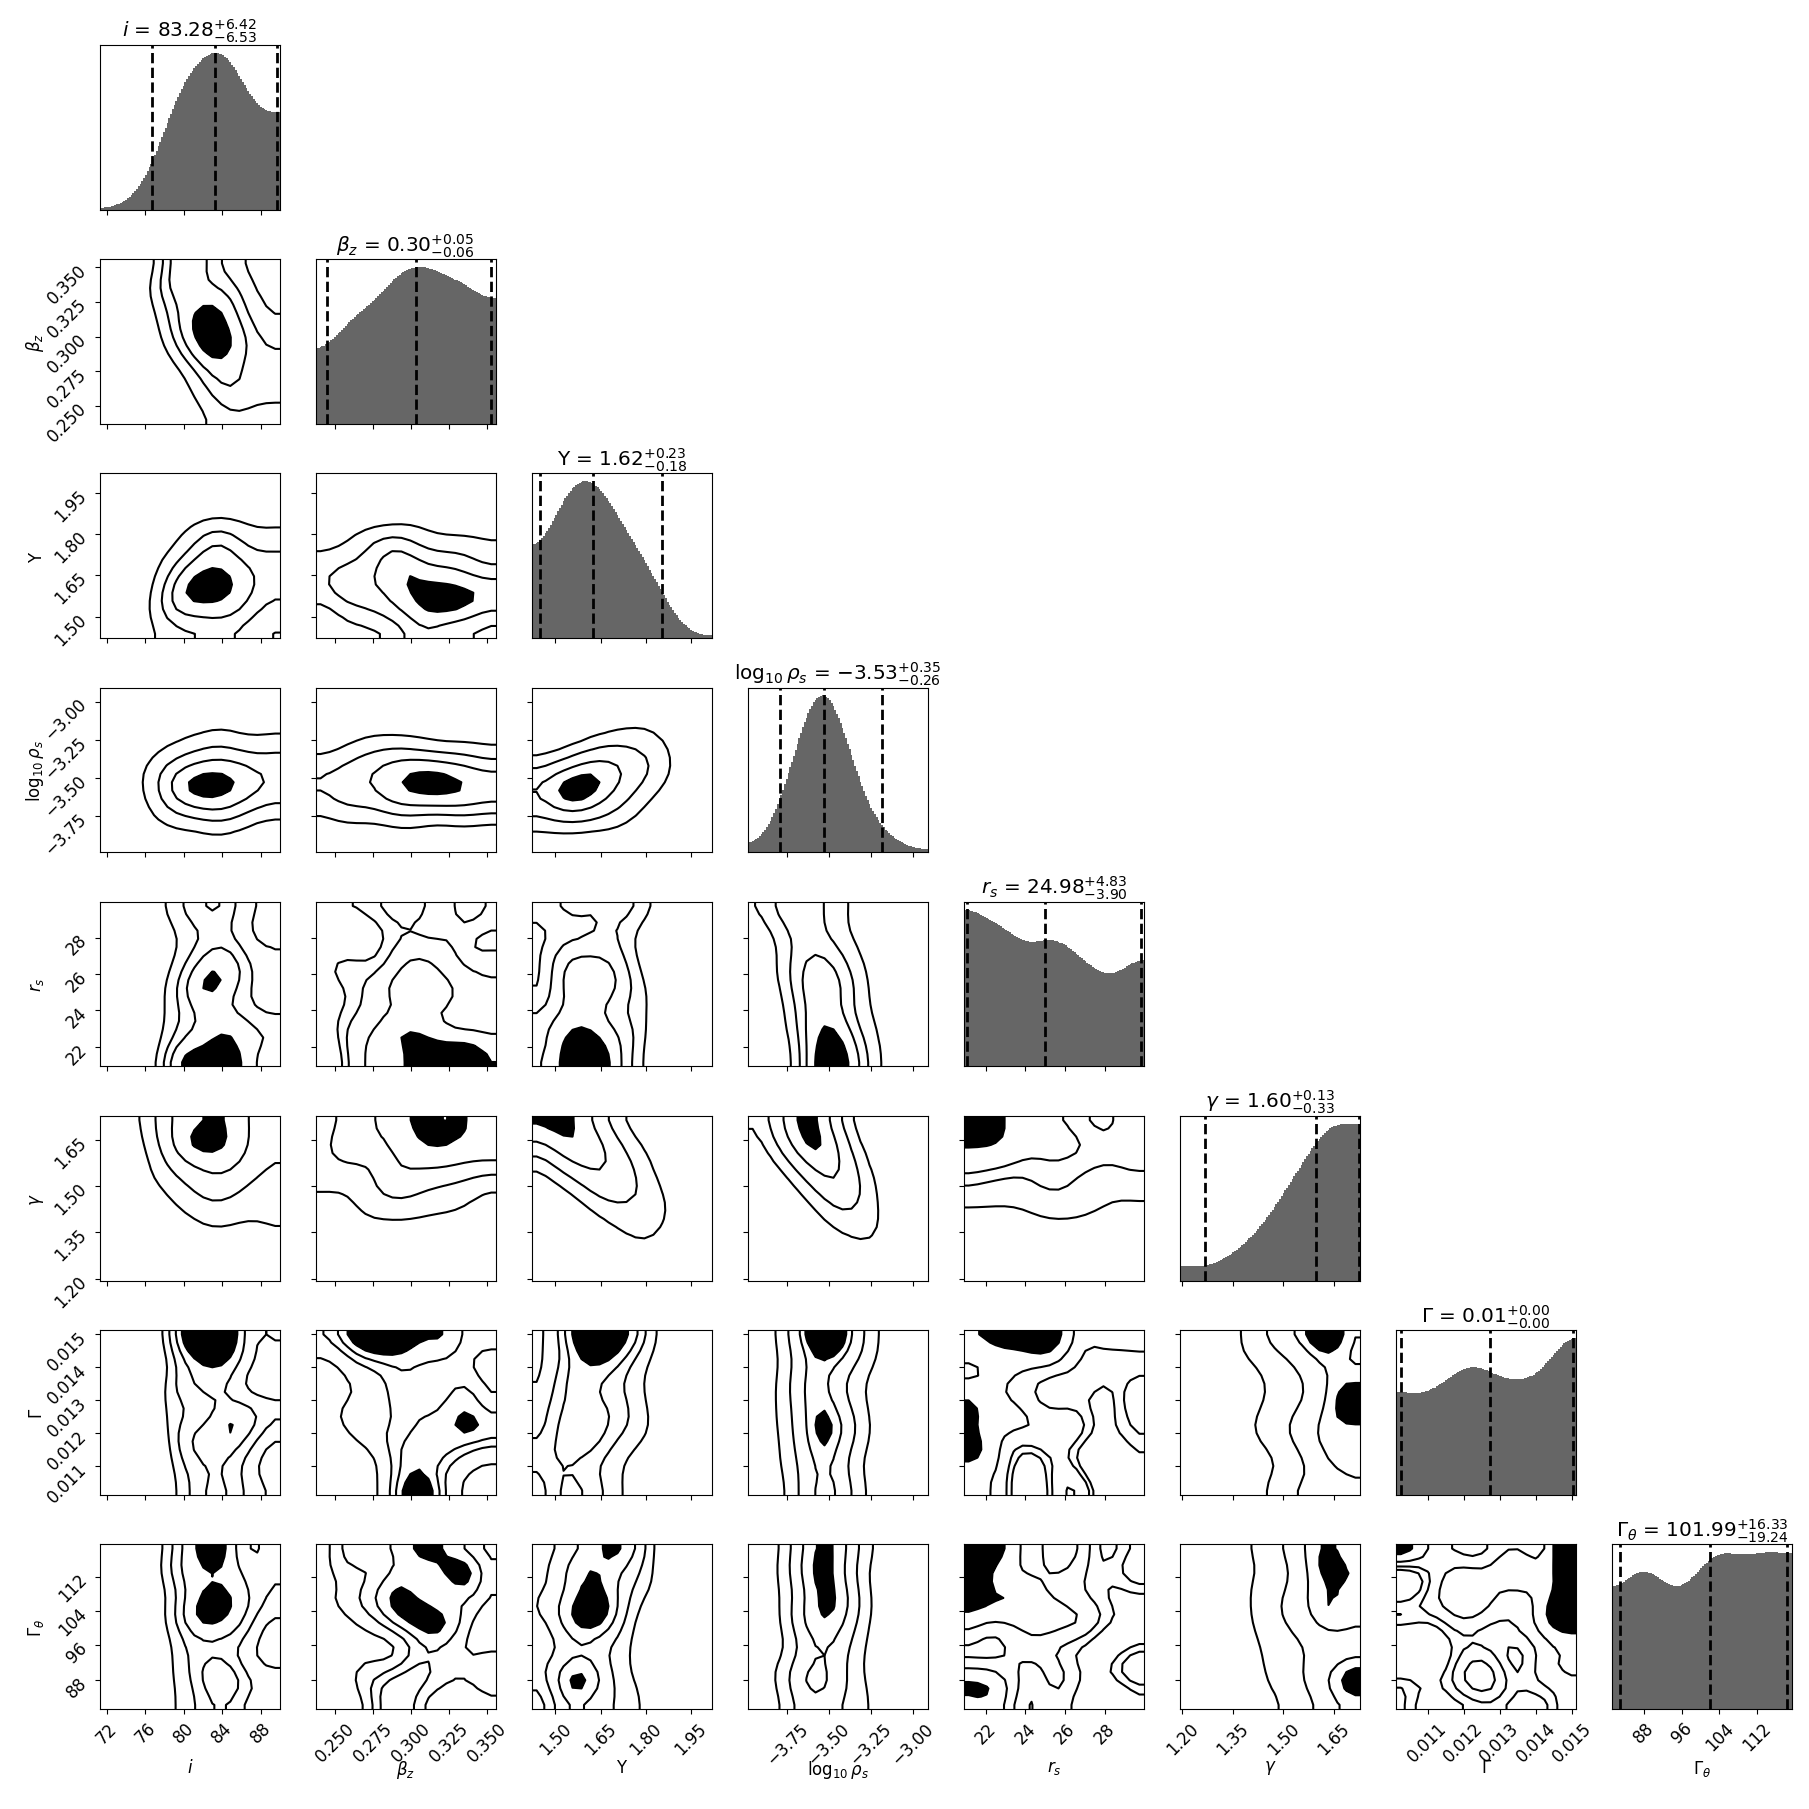 i = 83.28^{+6.42}_{-6.53}
β_z = 0.30^{+0.05}_{-0.06}
0.350
0.325
0.300
0.275
0.250
β_z
Υ = 1.62^{+0.23}_{-0.18}
1.95
1.80
1.65
1.50
Υ
log₁₀ ρ_s = −3.53^{+0.35}_{-0.26}
−3.00
−3.25
−3.50
−3.75
log₁₀ ρ_s
r_s = 24.98^{+4.83}_{-3.90}
28
26
24
22
r_s
γ = 1.60^{+0.13}_{-0.33}
1.65
1.50
1.35
1.20
γ
Γ = 0.01^{+0.00}_{-0.00}
0.015
0.014
0.013
0.012
0.011
Γ
Γ_θ = 101.99^{+16.33}_{-19.24}
112
104
96
88
Γ_θ
72 76 80 84 88
0.250 0.275 0.300 0.325 0.350
1.50 1.65 1.80 1.95
−3.75 −3.50 −3.25 −3.00
22 24 26 28
1.20 1.35 1.50 1.65
0.011 0.012 0.013 0.014 0.015
88 96 104 112
i β_z Υ log₁₀ ρ_s r_s γ Γ Γ_θ